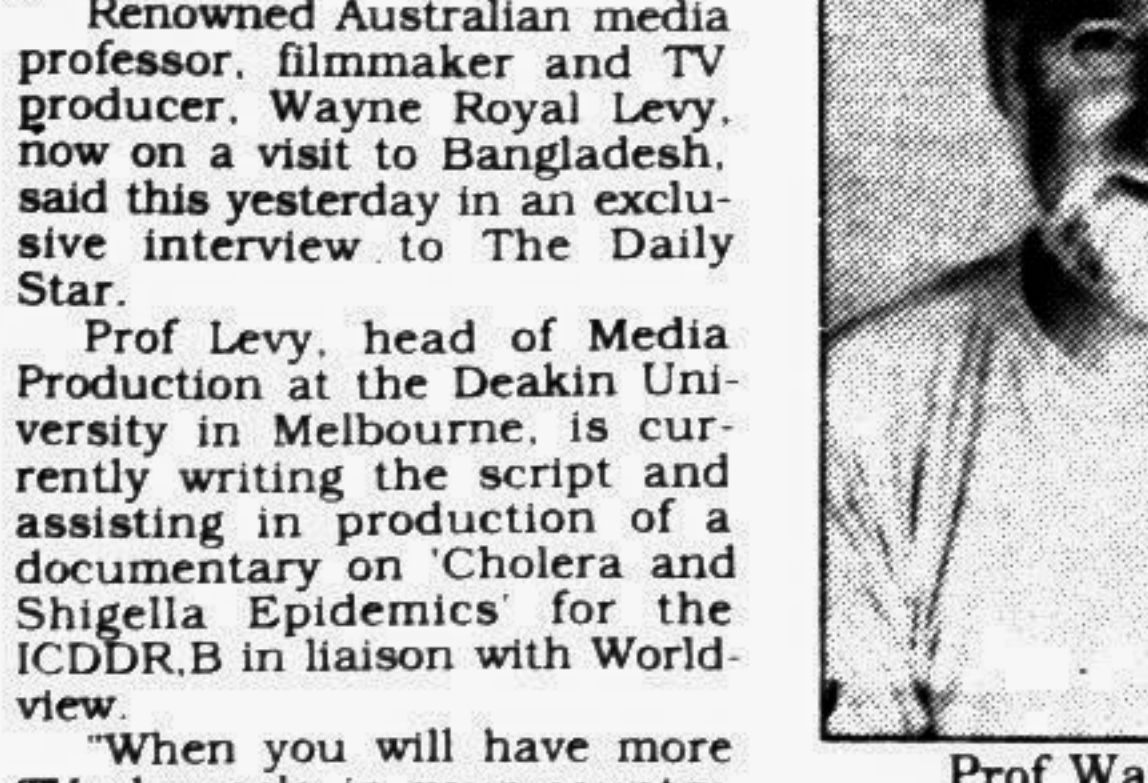 Renowned Australian media
professor, filmmaker and TV
producer, Wayne Royal Levy,
now on a visit to Bangladesh,
said this yesterday in an exclu-
sive interview to The Daily
Star.
Prof Levy, head of Media
Production at the Deakin Uni-
versity in Melbourne, is cur-
rently writing the script and
assisting in production of a
documentary on 'Cholera and
Shigella Epidemics' for the
ICDDR,B in liaison with World-
view.
"When you will have more
Prof Wa